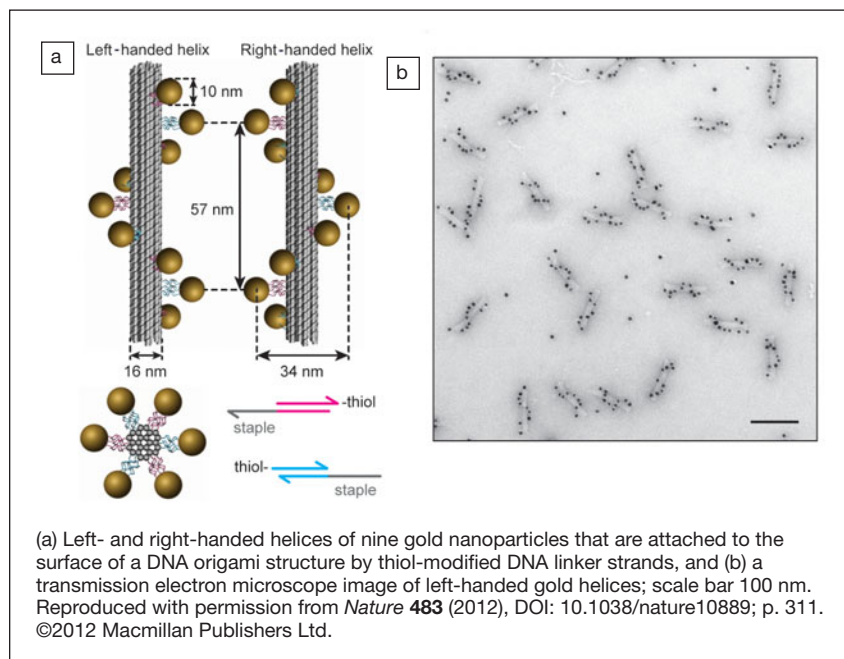 a
Left-handed helix
Right-handed helix
b
10 nm
57 nm
16 nm
34 nm
-thiol
staple
thiol-
staple
(a) Left- and right-handed helices of nine gold nanoparticles that are attached to the
surface of a DNA origami structure by thiol-modified DNA linker strands, and (b) a
transmission electron microscope image of left-handed gold helices; scale bar 100 nm.
Reproduced with permission from Nature 483 (2012), DOI: 10.1038/nature10889; p. 311.
©2012 Macmillan Publishers Ltd.